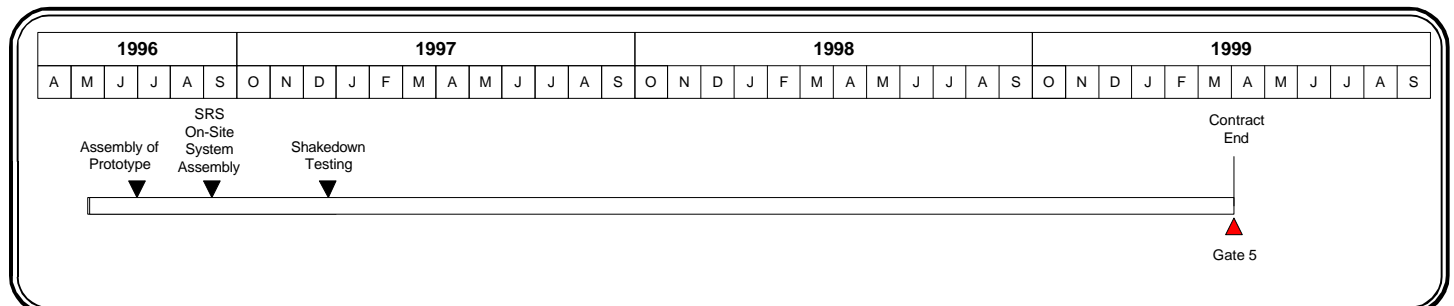 1996 1997 1998 1999
A M J J A S O N D J F M A M J J A S O N D J F M A M J J A S O N D J F M A M J J A S
SRS
On-Site
System
Assembly
Assembly of
Prototype
Shakedown
Testing
Contract
End
Gate 5